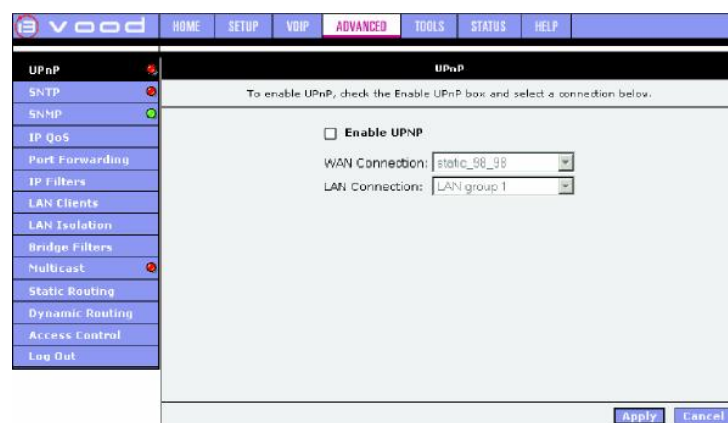 vood HOME SETUP VOIP ADVANCED TOOLS STATUS HELP
UPnP
SNTP
SNMP
IP QoS
Port Forwarding
IP Filters
LAN Clients
LAN Isolation
Bridge Filters
Multicast
Static Routing
Dynamic Routing
Access Control
Log Out
UPnP
To enable UPnP, check the Enable UPnP box and select a connection below.
Enable UPNP
WAN Connection: static_98_98
LAN Connection: LAN group 1
Apply Cancel